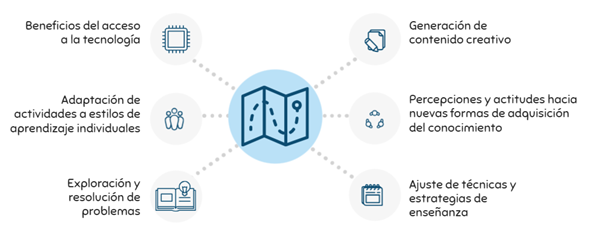 Beneficios del acceso
a la tecnología
Generación de
contenido creativo
Adaptación de
actividades a estilos de
aprendizaje individuales
Percepciones y actitudes hacia
nuevas formas de adquisición
del conocimiento
Exploración y
resolución de
problemas
Ajuste de técnicas y
estrategias de
enseñanza